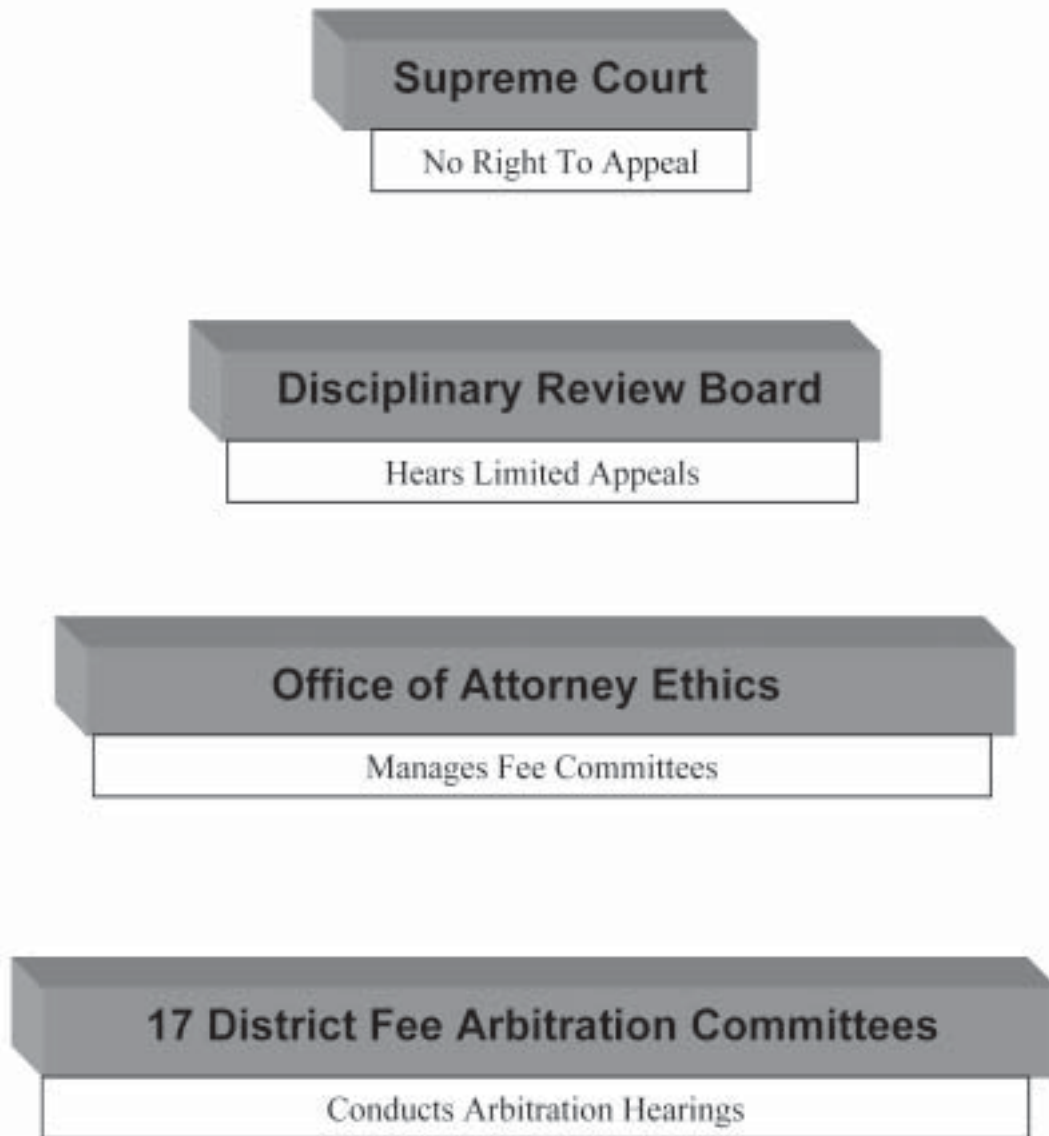 Supreme Court
No Right To Appeal
Disciplinary Review Board
Hears Limited Appeals
Office of Attorney Ethics
Manages Fee Committees
17 District Fee Arbitration Committees
Conducts Arbitration Hearings